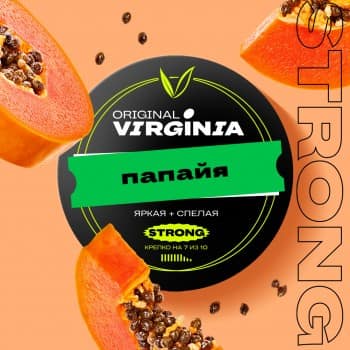 ORIGINAL
VIRGINIA
папайя
ЯРКАЯ + СПЕЛАЯ
STRONG
КРЕПКО НА 7 ИЗ 10
STRONG